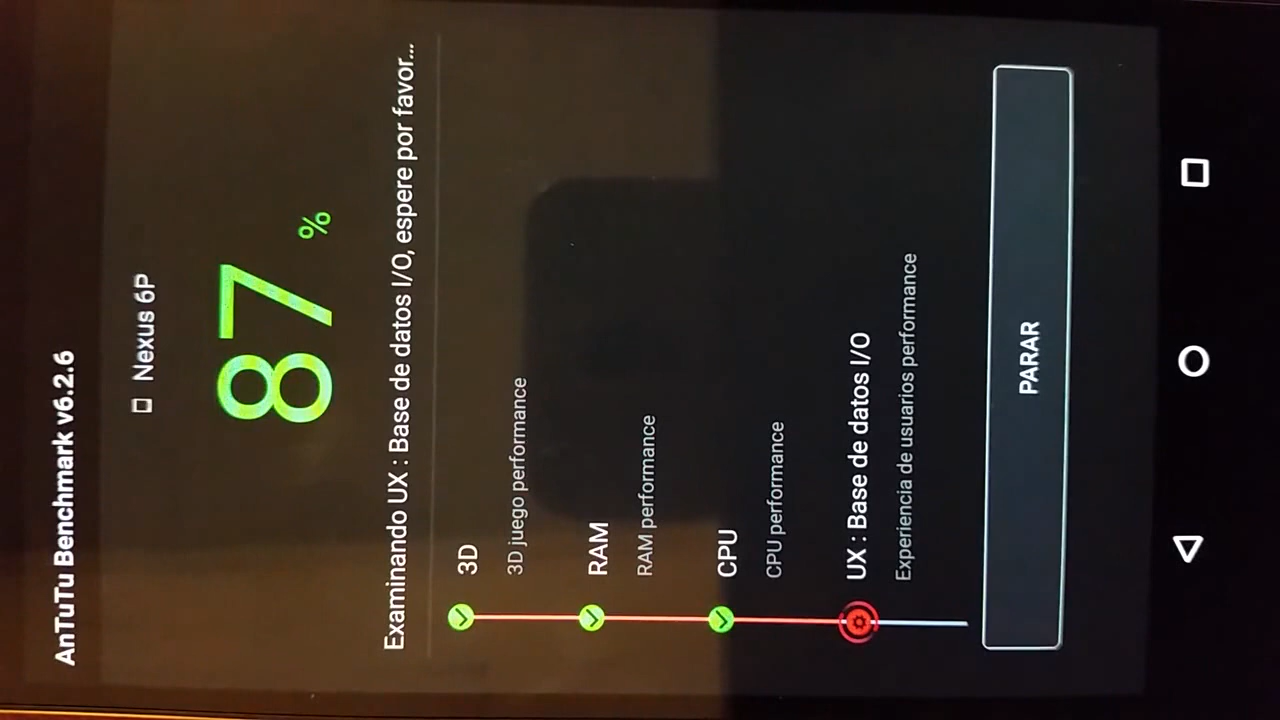 AnTuTu Benchmark v6.2.6
Nexus 6P
87 %
Examinando UX : Base de datos I/O, espere por favor...
3D
3D juego performance
RAM
RAM performance
CPU
CPU performance
UX : Base de datos I/O
Experiencia de usuarios performance
PARAR